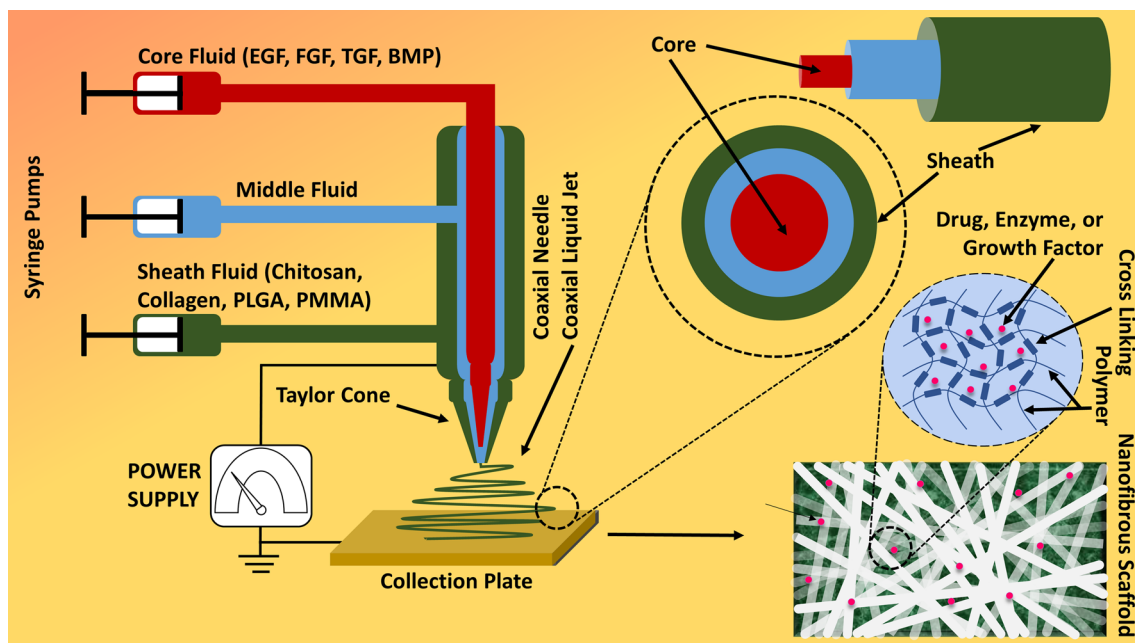 Core Fluid (EGF, FGF, TGF, BMP)
Middle Fluid
Sheath Fluid (Chitosan,
Collagen, PLGA, PMMA)
Syringe Pumps
Taylor Cone
POWER
SUPPLY
Collection Plate
Coaxial Needle
Coaxial Liquid Jet
Core
Sheath
Drug, Enzyme, or
Growth Factor
Cross Linking
Polymer
Nanofibrous Scaffold